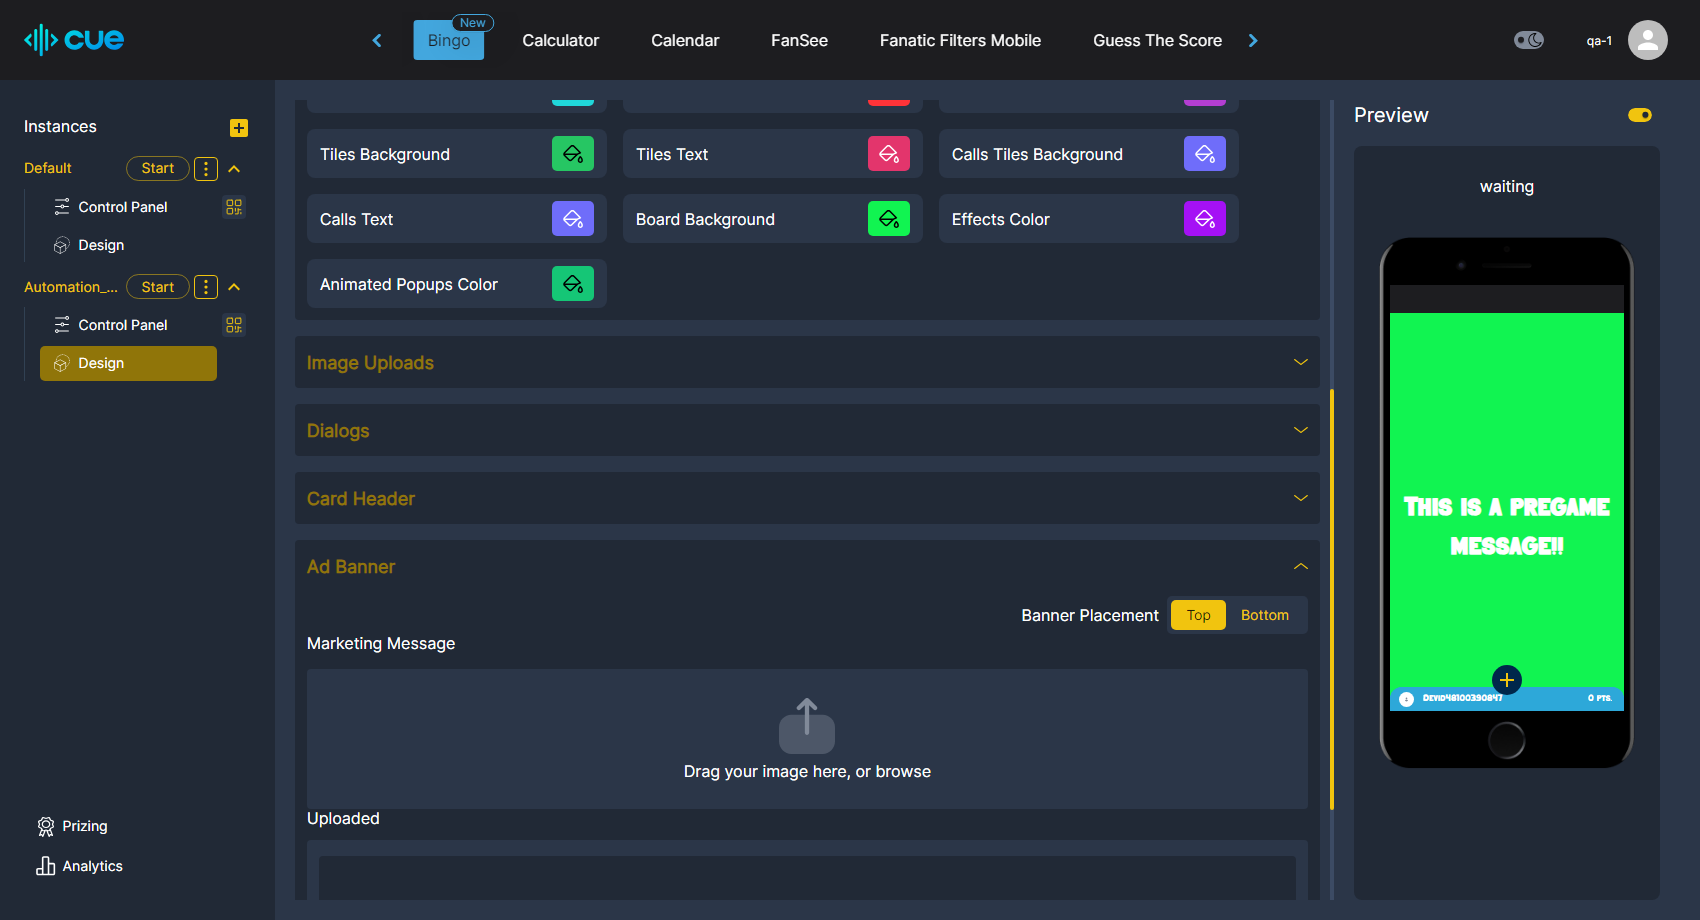 cue
New
Bingo
Calculator
Calendar
FanSee
Fanatic Filters Mobile
Guess The Score
qa-1
Instances
Default
Start
Control Panel
Design
Automation_...
Start
Control Panel
Design
Prizing
Analytics
Tiles Background
Tiles Text
Calls Tiles Background
Calls Text
Board Background
Effects Color
Animated Popups Color
Image Uploads
Dialogs
Card Header
Ad Banner
Banner Placement
Top
Bottom
Marketing Message
Drag your image here, or browse
Uploaded
Preview
waiting
This is a pregame
message!!
1
Devid46100390847
0 pts.